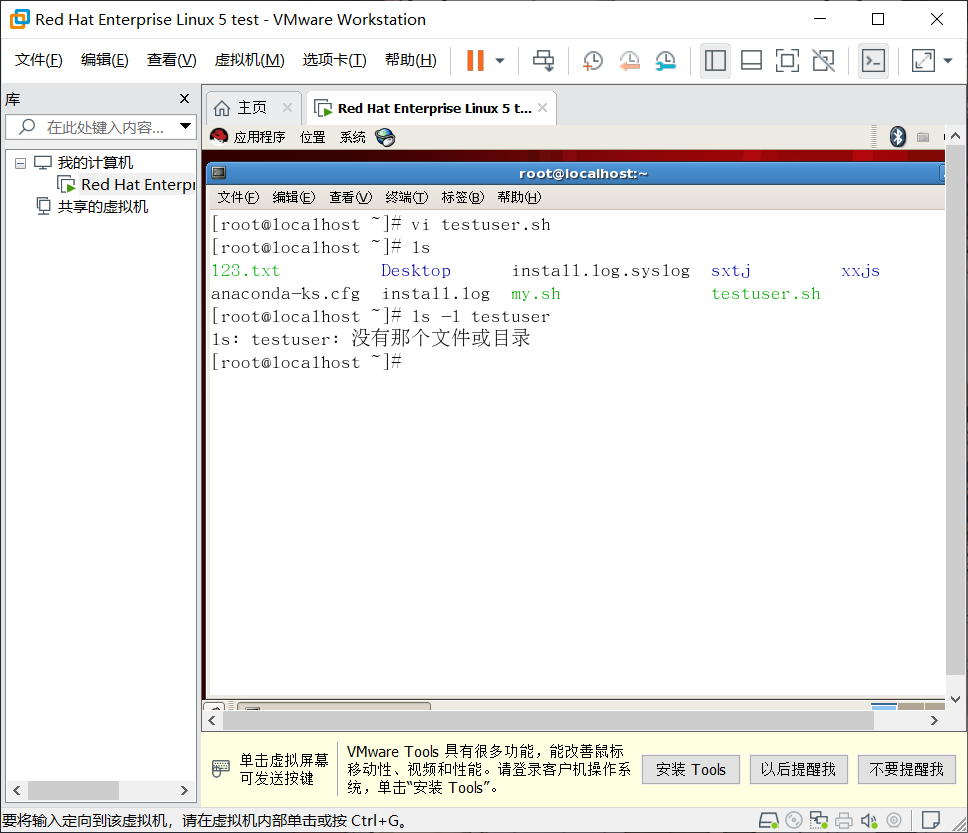 Red Hat Enterprise Linux 5 test - VMware Workstation
文件(F) 编辑(E) 查看(V) 虚拟机(M) 选项卡(T) 帮助(H)
库
在此处键入内容...
我的计算机
Red Hat Enterpr
共享的虚拟机
主页 Red Hat Enterprise Linux 5 t...
应用程序 位置 系统
root@localhost:~
文件(F) 编辑(E) 查看(V) 终端(T) 标签(B) 帮助(H)
[root@localhost ~]# vi testuser.sh
[root@localhost ~]# ls
123.txt Desktop install.log.syslog sxtj xxjs
anaconda-ks.cfg install.log my.sh testuser.sh
[root@localhost ~]# ls -l testuser
ls: testuser: 没有那个文件或目录
[root@localhost ~]#
单击虚拟屏幕
可发送按键
VMware Tools 具有很多功能，能改善鼠标
移动性、视频和性能。请登录客户机操作系
统，单击“安装 Tools”。
安装 Tools 以后提醒我 不要提醒我
要将输入定向到该虚拟机，请在虚拟机内部单击或按 Ctrl+G。